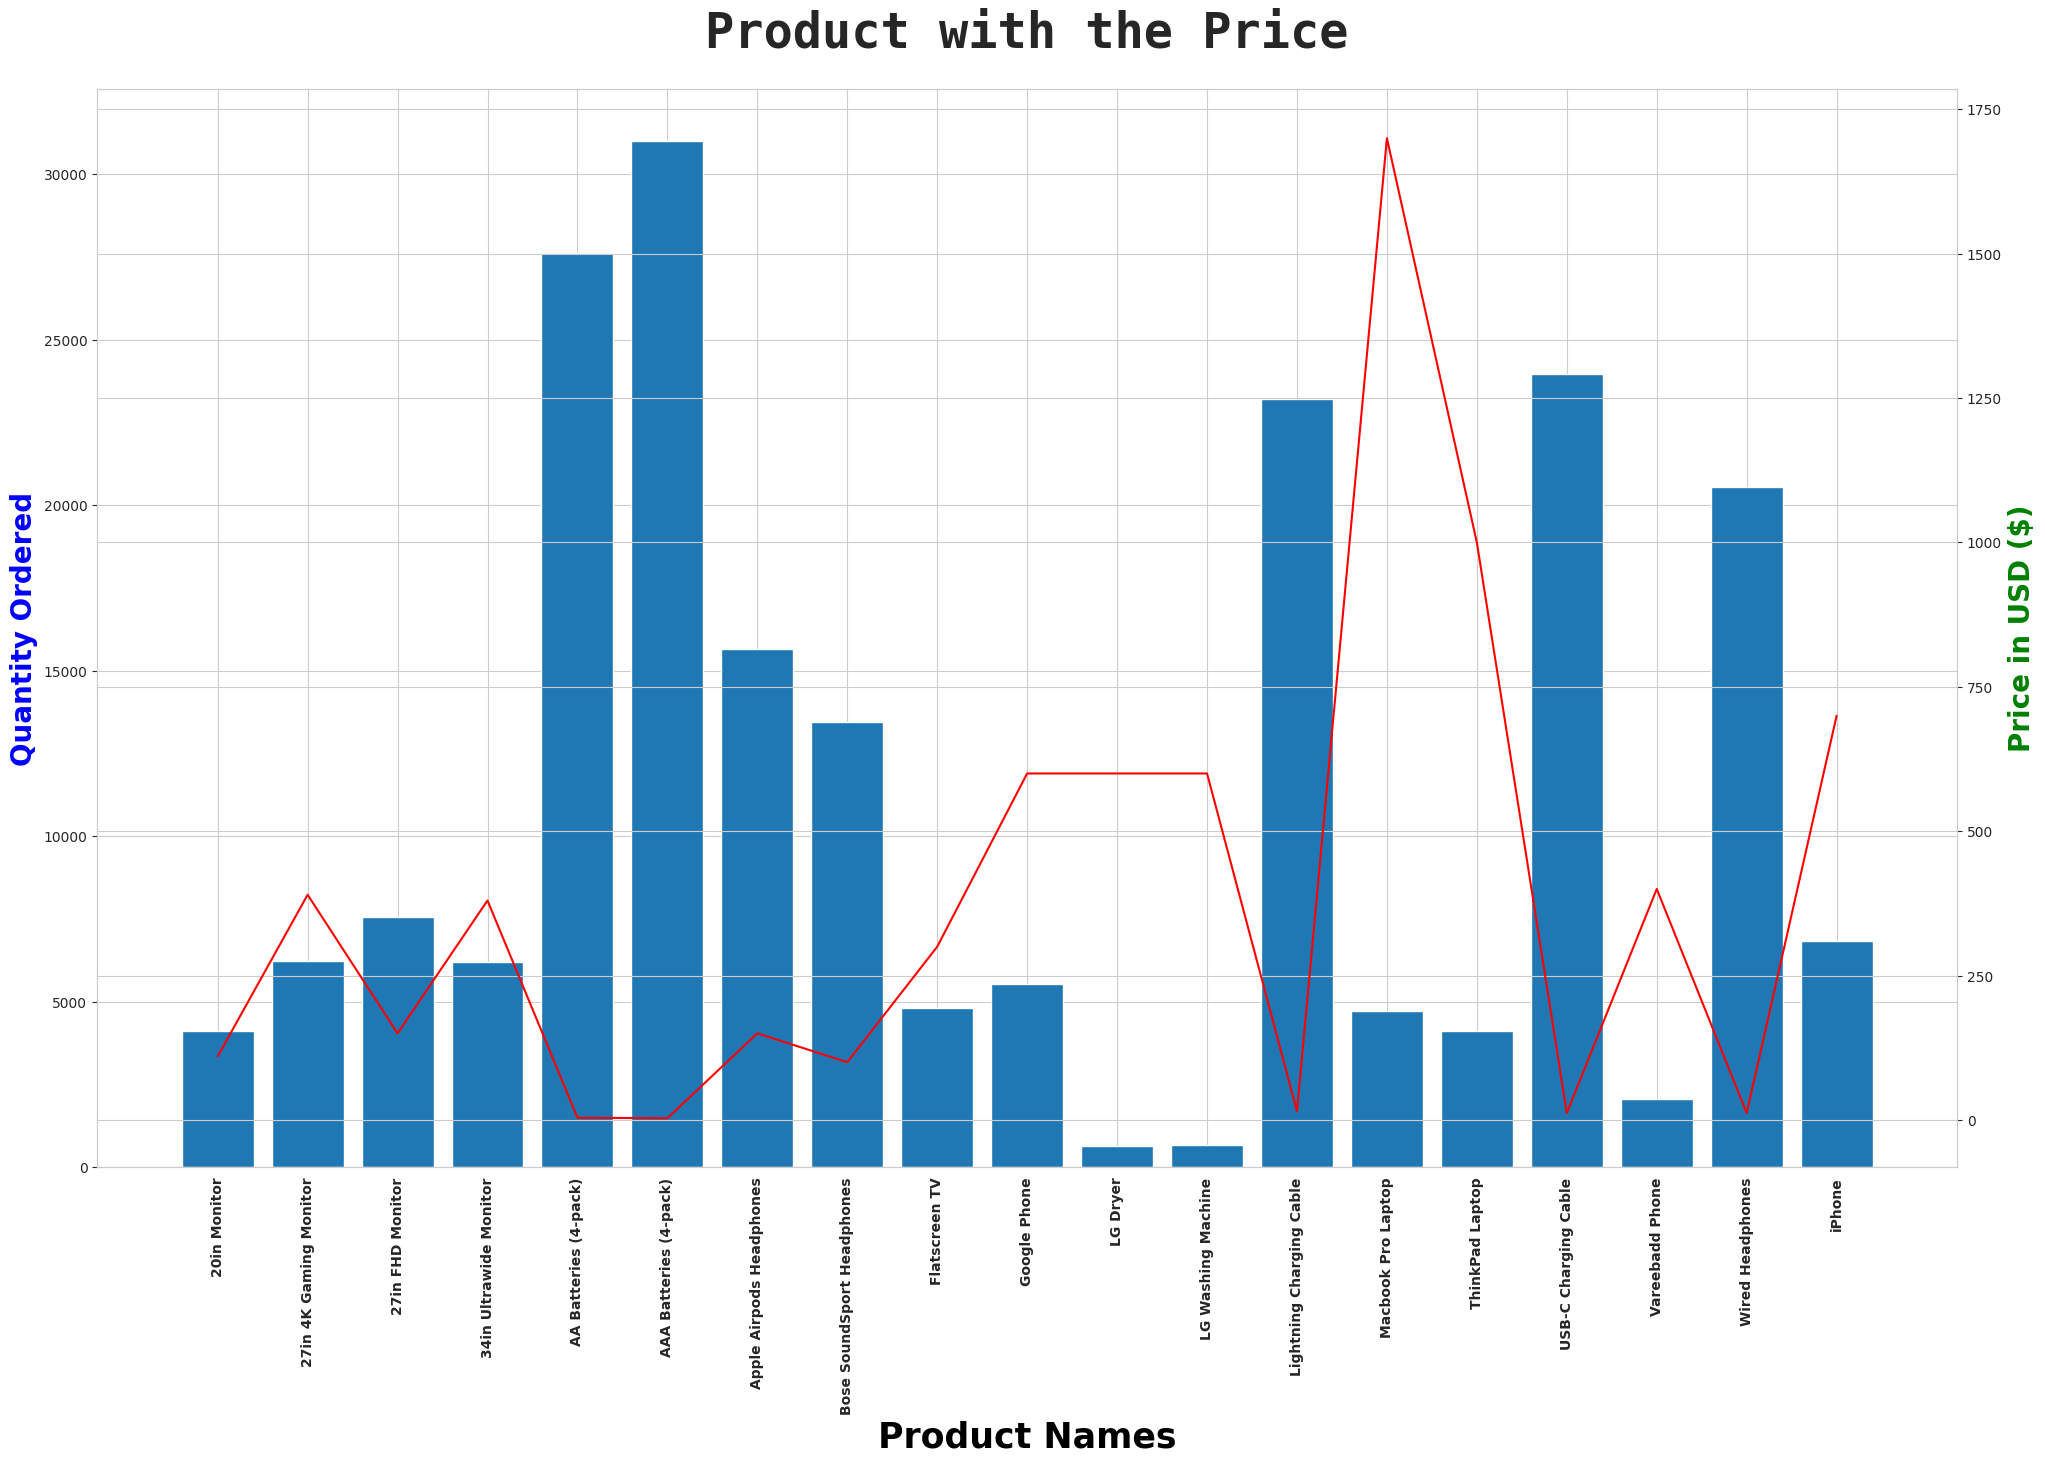 Product with the Price
Quantity Ordered
30000
25000
20000
15000
10000
5000
0
Price in USD ($)
1750
1500
1250
1000
750
500
250
0
20in Monitor
27in 4K Gaming Monitor
27in FHD Monitor
34in Ultrawide Monitor
AA Batteries (4-pack)
AAA Batteries (4-pack)
Apple Airpods Headphones
Bose SoundSport Headphones
Flatscreen TV
Google Phone
LG Dryer
LG Washing Machine
Lightning Charging Cable
Macbook Pro Laptop
ThinkPad Laptop
USB-C Charging Cable
Vareebadd Phone
Wired Headphones
iPhone
Product Names